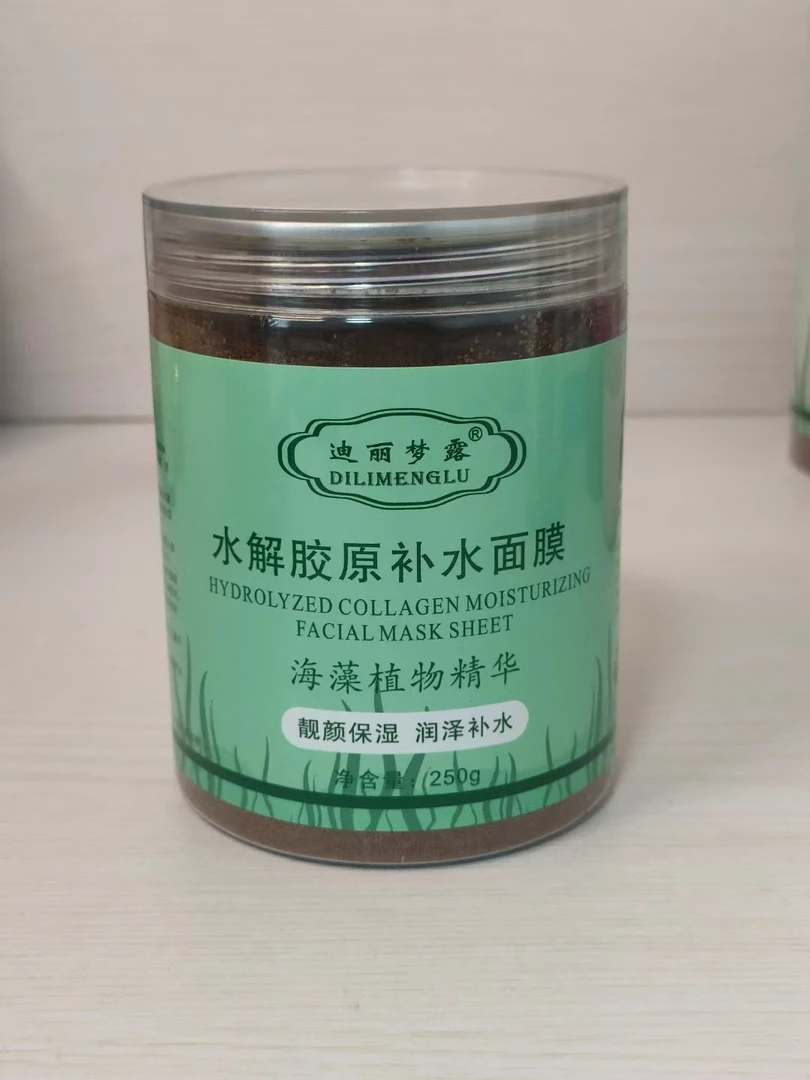 迪丽梦露®
DILIMENGLU
水解胶原补水面膜
HYDROLYZED COLLAGEN MOISTURIZING
FACIAL MASK SHEET
海藻植物精华
靓颜保湿 润泽补水
净含量：250g